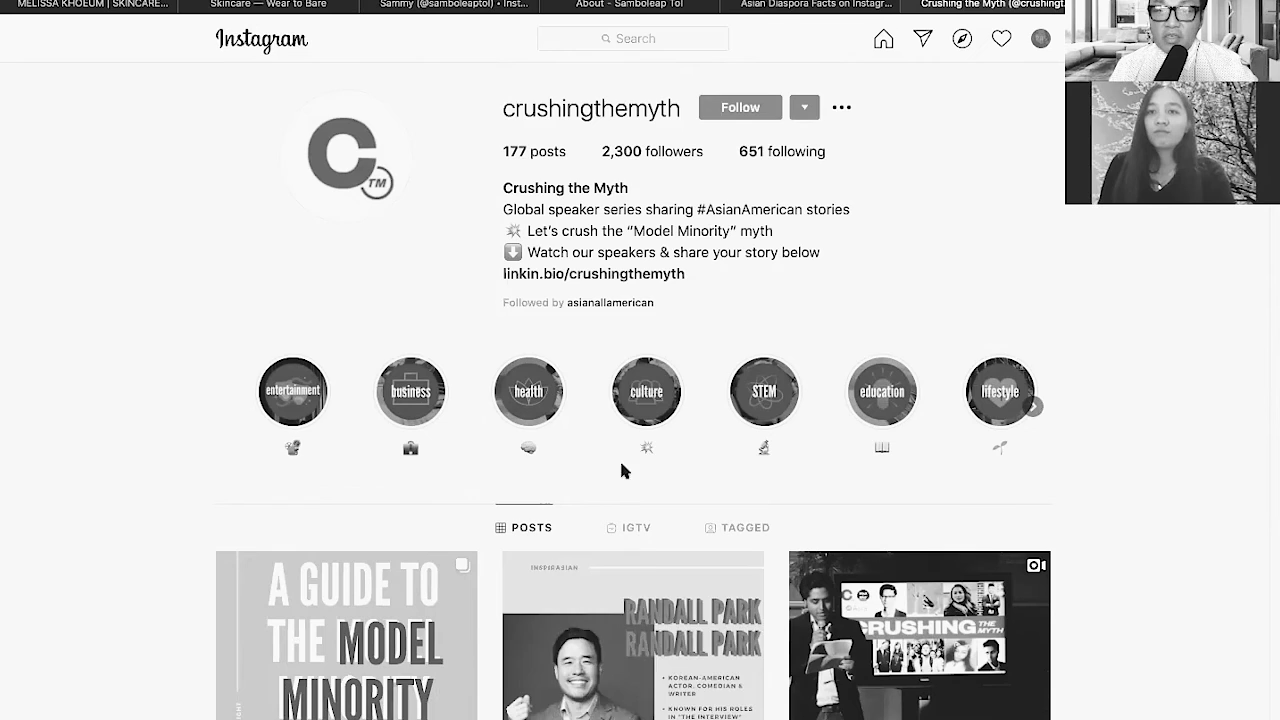 MELISSA KHOEUM | SKINCARE...
Skincare — Wear to Bare
Sammy (@samboleaptol) • Inst...
About - Samboleap Tol
Asian Diaspora Facts on Instagr...
Crushing the Myth (@crushingt
Instagram
Search
crushingthemyth
Follow
177 posts
2,300 followers
651 following
Crushing the Myth
Global speaker series sharing #AsianAmerican stories
💥 Let's crush the “Model Minority” myth
⬇️ Watch our speakers & share your story below
linkin.bio/crushingthemyth
Followed by asianallamerican
C
TM
entertainment
business
health
culture
STEM
education
lifestyle
POSTS
IGTV
TAGGED
A GUIDE TO
THE MODEL
MINORITY
INSPIRASIAN
RANDALL PARK
RANDALL PARK
• KOREAN-AMERICAN
ACTOR, COMEDIAN &
WRITER
• KNOWN FOR HIS ROLES
IN "THE INTERVIEW"
CRUSHING THE
MYTH